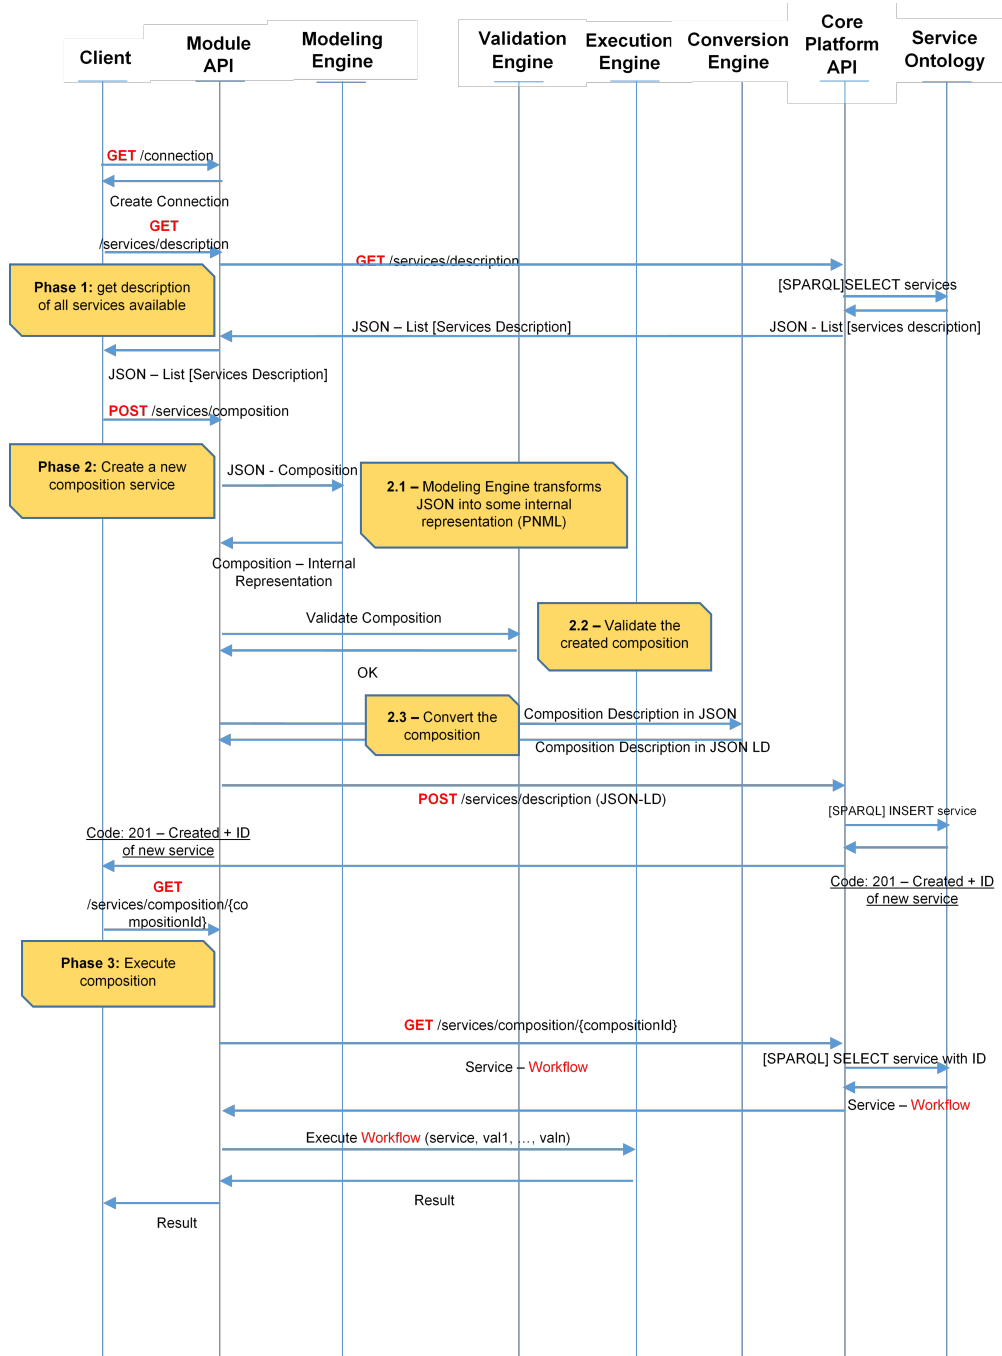 Client
Module
API
Modeling
Engine
Validation
Engine
Execution
Engine
Conversion
Engine
Core
Platform
API
Service
Ontology
GET /connection
Create Connection
GET
/services/description
GET /services/description
Phase 1: get description
of all services available
[SPARQL]SELECT services
JSON – List [Services Description]
JSON - List [services description]
JSON – List [Services Description]
POST /services/composition
Phase 2: Create a new
composition service
JSON - Composition
2.1 – Modeling Engine transforms
JSON into some internal
representation (PNML)
Composition – Internal
Representation
Validate Composition
2.2 – Validate the
created composition
OK
2.3 – Convert the
composition
Composition Description in JSON
Composition Description in JSON LD
POST /services/description (JSON-LD)
[SPARQL] INSERT service
Code: 201 – Created + ID
of new service
Code: 201 – Created + ID
of new service
GET
/services/composition/{co
mpositionId}
Phase 3: Execute
composition
GET /services/composition/{compositionId}
[SPARQL] SELECT service with ID
Service – Workflow
Service – Workflow
Execute Workflow (service, val1, …, valn)
Result
Result